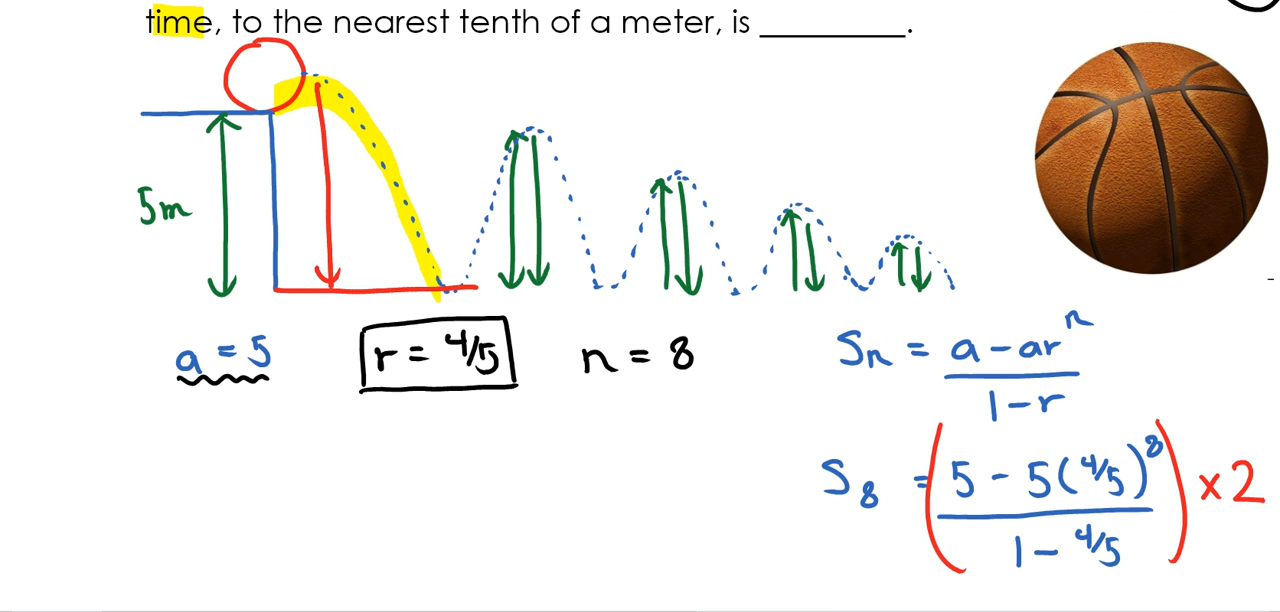 time, to the nearest tenth of a meter, is __________.
5m
a = 5 r = 4/5 n = 8
Sn = a - ar^n / 1 - r
S8 = (5 - 5(4/5)^8 / 1 - 4/5) x 2